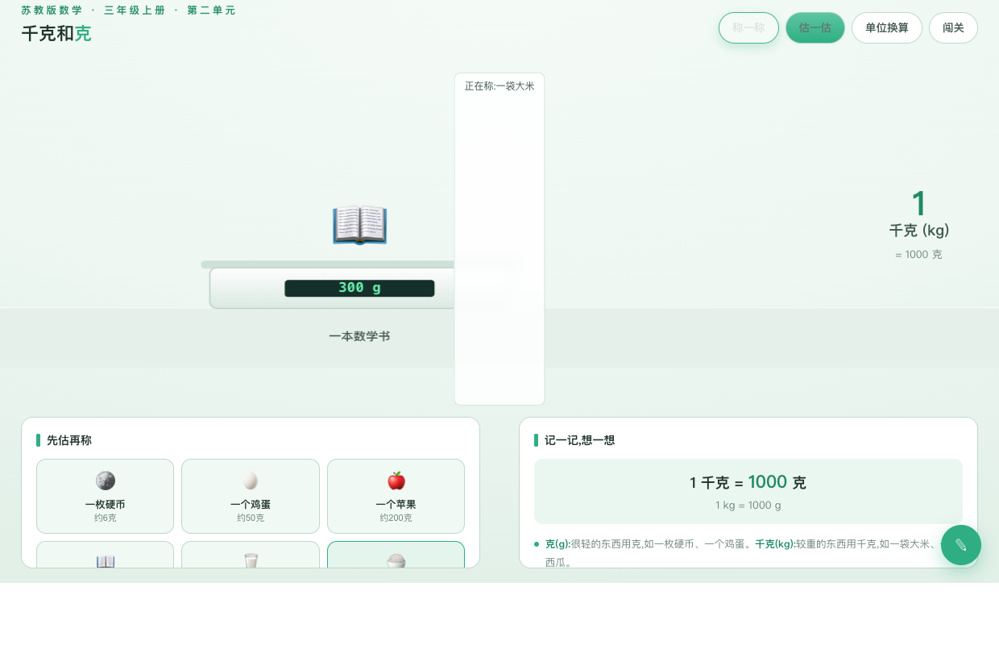 苏教版数学 · 三年级上册 · 第二单元
千克和克
称一称
估一估
单位换算
闯关
正在称:一袋大米
1
千克 (kg)
= 1000 克
300 g
一本数学书
先估再称
一枚硬币
约6克
一个鸡蛋
约50克
一个苹果
约200克
记一记,想一想
1 千克 = 1000 克
1 kg = 1000 g
克(g):很轻的东西用克,如一枚硬币、一个鸡蛋。千克(kg):较重的东西用千克,如一袋大米、
西瓜。